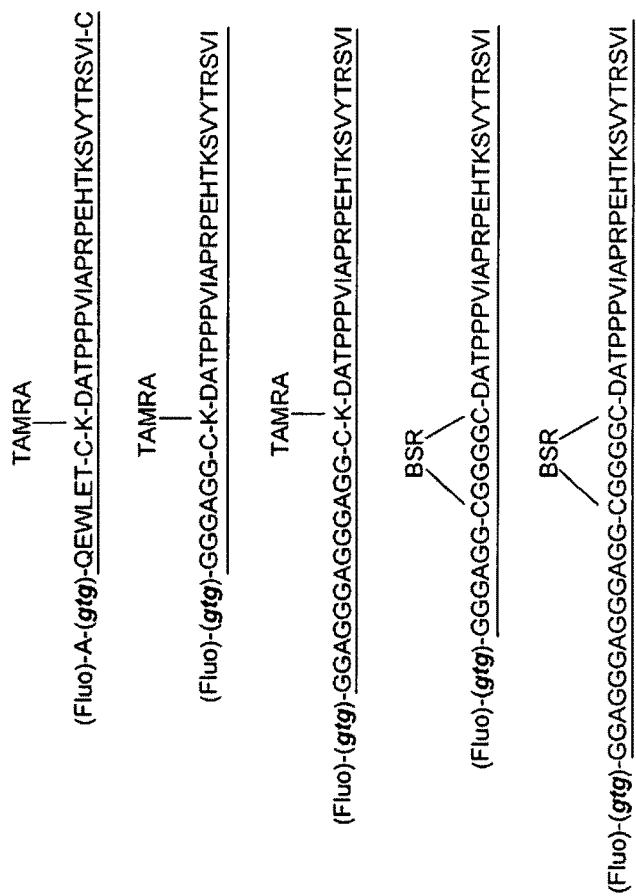 TAMRA
(Fluo)-A-(gtg)-QEWLET-C-K-DATPPPVIAPRPEHTKSVYTRSVI-C
TAMRA
(Fluo)-(gtg)-GGGAGG-C-K-DATPPPVIAPRPEHTKSVYTRSVI
TAMRA
(Fluo)-(gtg)-GGAGGGAGGGAGG-C-K-DATPPPVIAPRPEHTKSVYTRSVI
BSR
(Fluo)-(gtg)-GGGAGG-CGGGGC-DATPPPVIAPRPEHTKSVYTRSVI
BSR
(Fluo)-(gtg)-GGAGGGAGGGAGG-CGGGGC-DATPPPVIAPRPEHTKSVYTRSVI